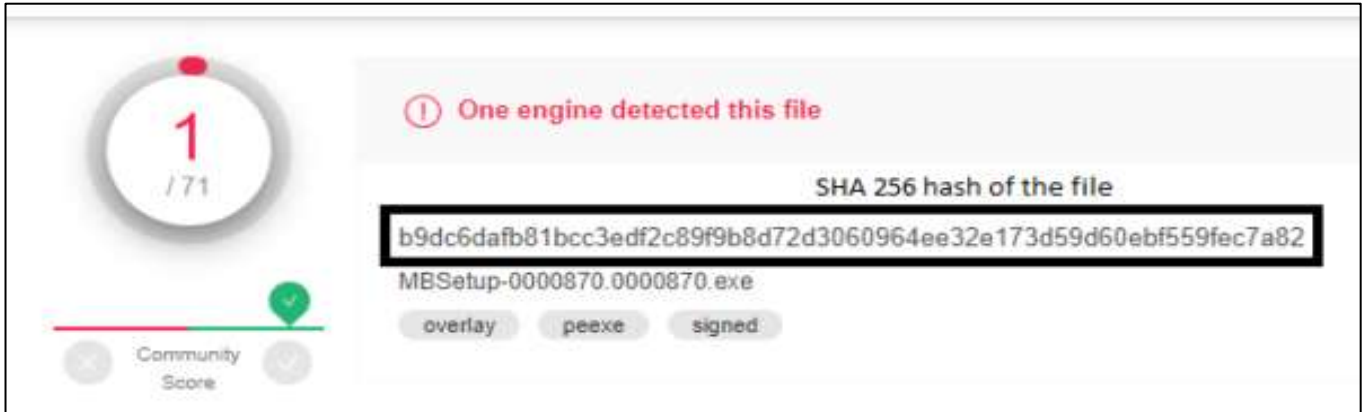 1
/ 71
One engine detected this file
SHA 256 hash of the file
b9dc6dafb81bcc3edf2c89f9b8d72d3060964ee32e173d59d60ebf559fec7a82
MBSetup-0000870.0000870.exe
overlay peexe signed
Community
Score